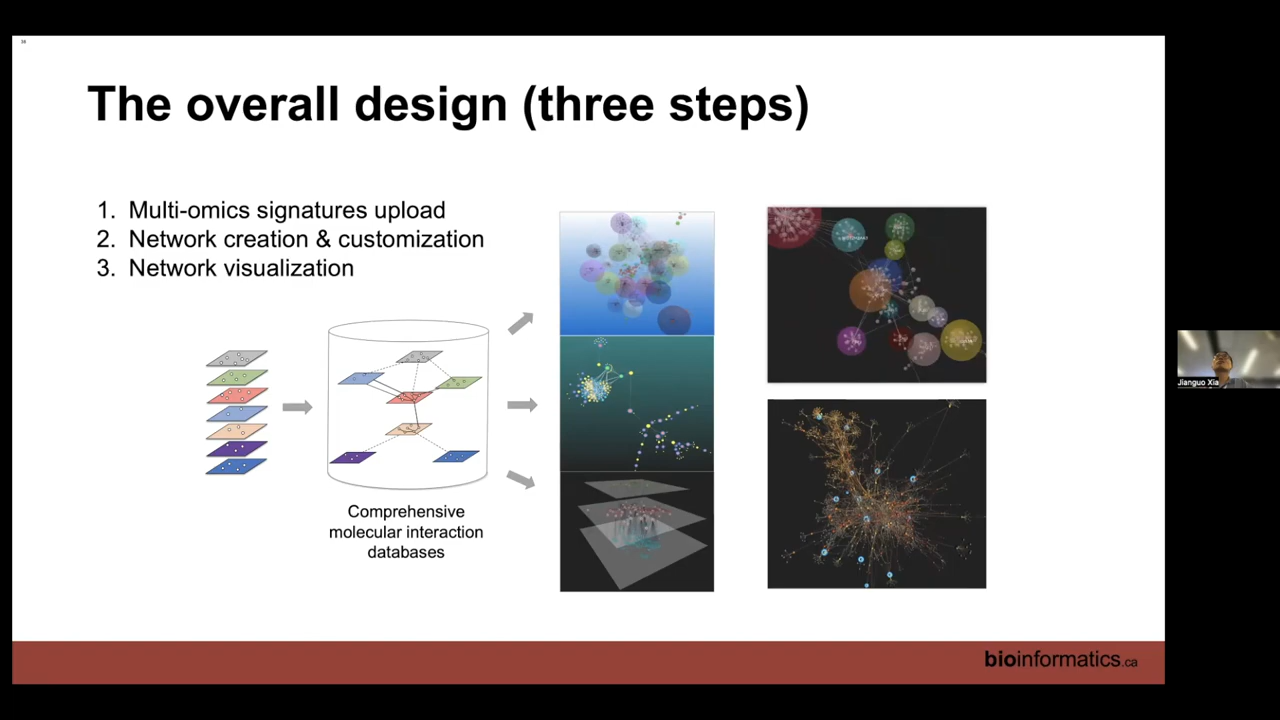 16
The overall design (three steps)
1. Multi-omics signatures upload
2. Network creation & customization
3. Network visualization
Comprehensive
molecular interaction
databases
Jianguo Xia
bioinformatics.ca